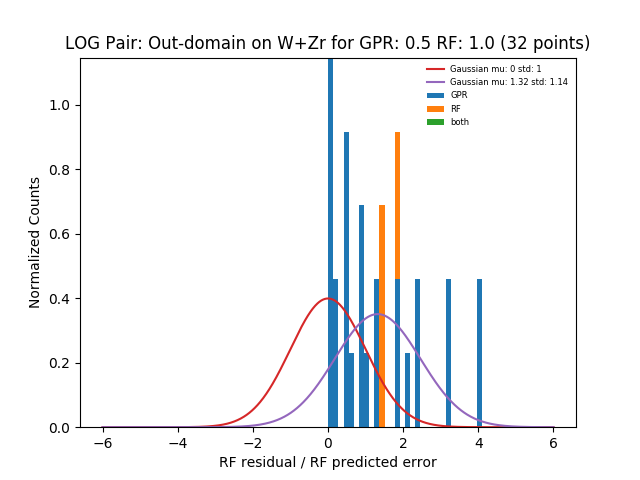 LOG Pair: Out-domain on W+Zr for GPR: 0.5 RF: 1.0 (32 points)
Gaussian mu: 0 std: 1
Gaussian mu: 1.32 std: 1.14
GPR
RF
both
Normalized Counts
1.0
0.8
0.6
0.4
0.2
0.0
−6 −4 −2 0 2 4 6
RF residual / RF predicted error